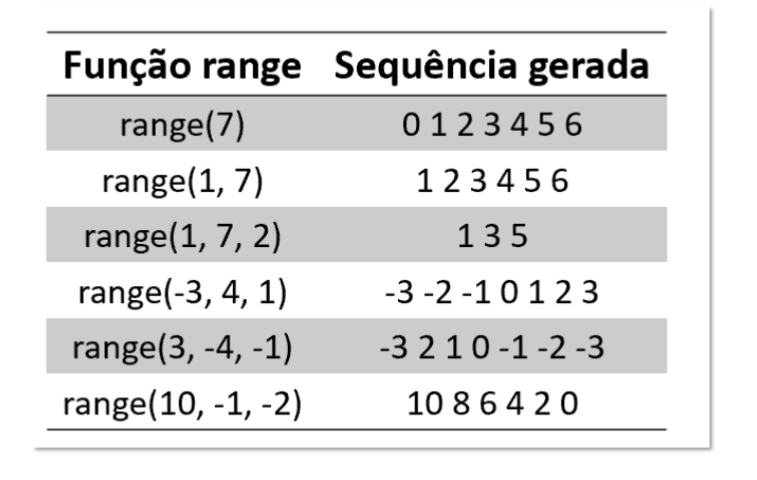 Função range Sequência gerada
range(7) 0 1 2 3 4 5 6
range(1, 7) 1 2 3 4 5 6
range(1, 7, 2) 1 3 5
range(-3, 4, 1) -3 -2 -1 0 1 2 3
range(3, -4, -1) -3 2 1 0 -1 -2 -3
range(10, -1, -2) 10 8 6 4 2 0